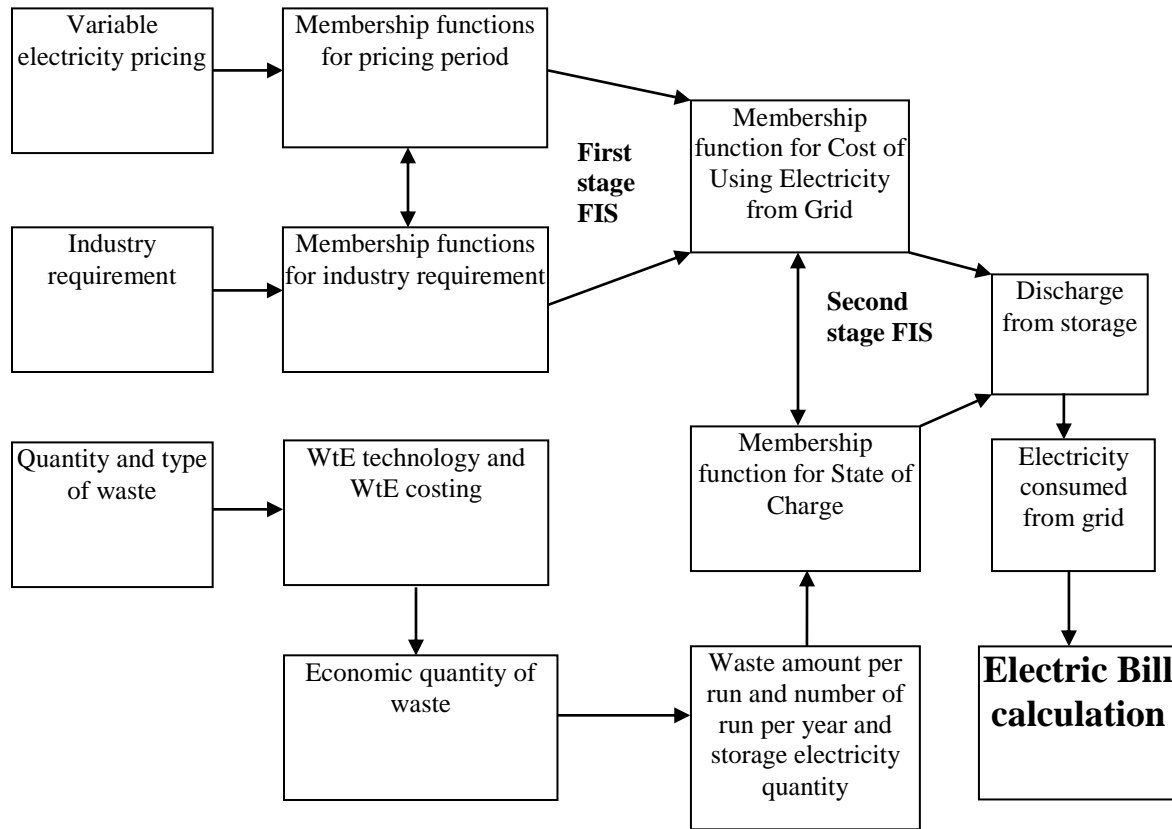 Variable
electricity pricing
Membership functions
for pricing period
First
stage
FIS
Membership
function for Cost of
Using Electricity
from Grid
Industry
requirement
Membership functions
for industry requirement
Second
stage FIS
Discharge
from storage
Quantity and type
of waste
WtE technology and
WtE costing
Membership
function for State of
Charge
Electricity
consumed
from grid
Economic quantity of
waste
Waste amount per
run and number of
run per year and
storage electricity
quantity
Electric Bill
calculation